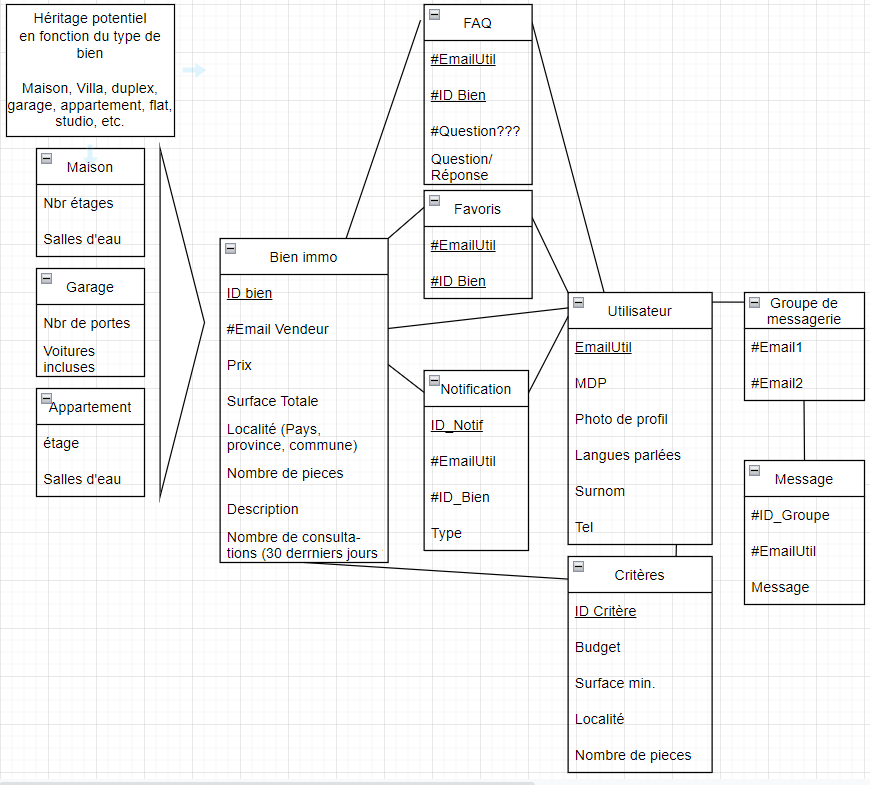 Héritage potentiel
en fonction du type de
bien
Maison, Villa, duplex,
garage, appartement, flat,
studio, etc.
Maison
Nbr étages
Salles d'eau
Garage
Nbr de portes
Voitures
incluses
Appartement
étage
Salles d'eau
Bien immo
ID bien
#Email Vendeur
Prix
Surface Totale
Localité (Pays,
province, commune)
Nombre de pieces
Description
Nombre de consulta-
tions (30 derrniers jours
FAQ
#EmailUtil
#ID Bien
#Question???
Question/
Réponse
Favoris
#EmailUtil
#ID Bien
Notification
ID_Notif
#EmailUtil
#ID_Bien
Type
Utilisateur
EmailUtil
MDP
Photo de profil
Langues parlées
Surnom
Tel
Critères
ID Critère
Budget
Surface min.
Localité
Nombre de pieces
Groupe de
messagerie
#Email1
#Email2
Message
#ID_Groupe
#EmailUtil
Message